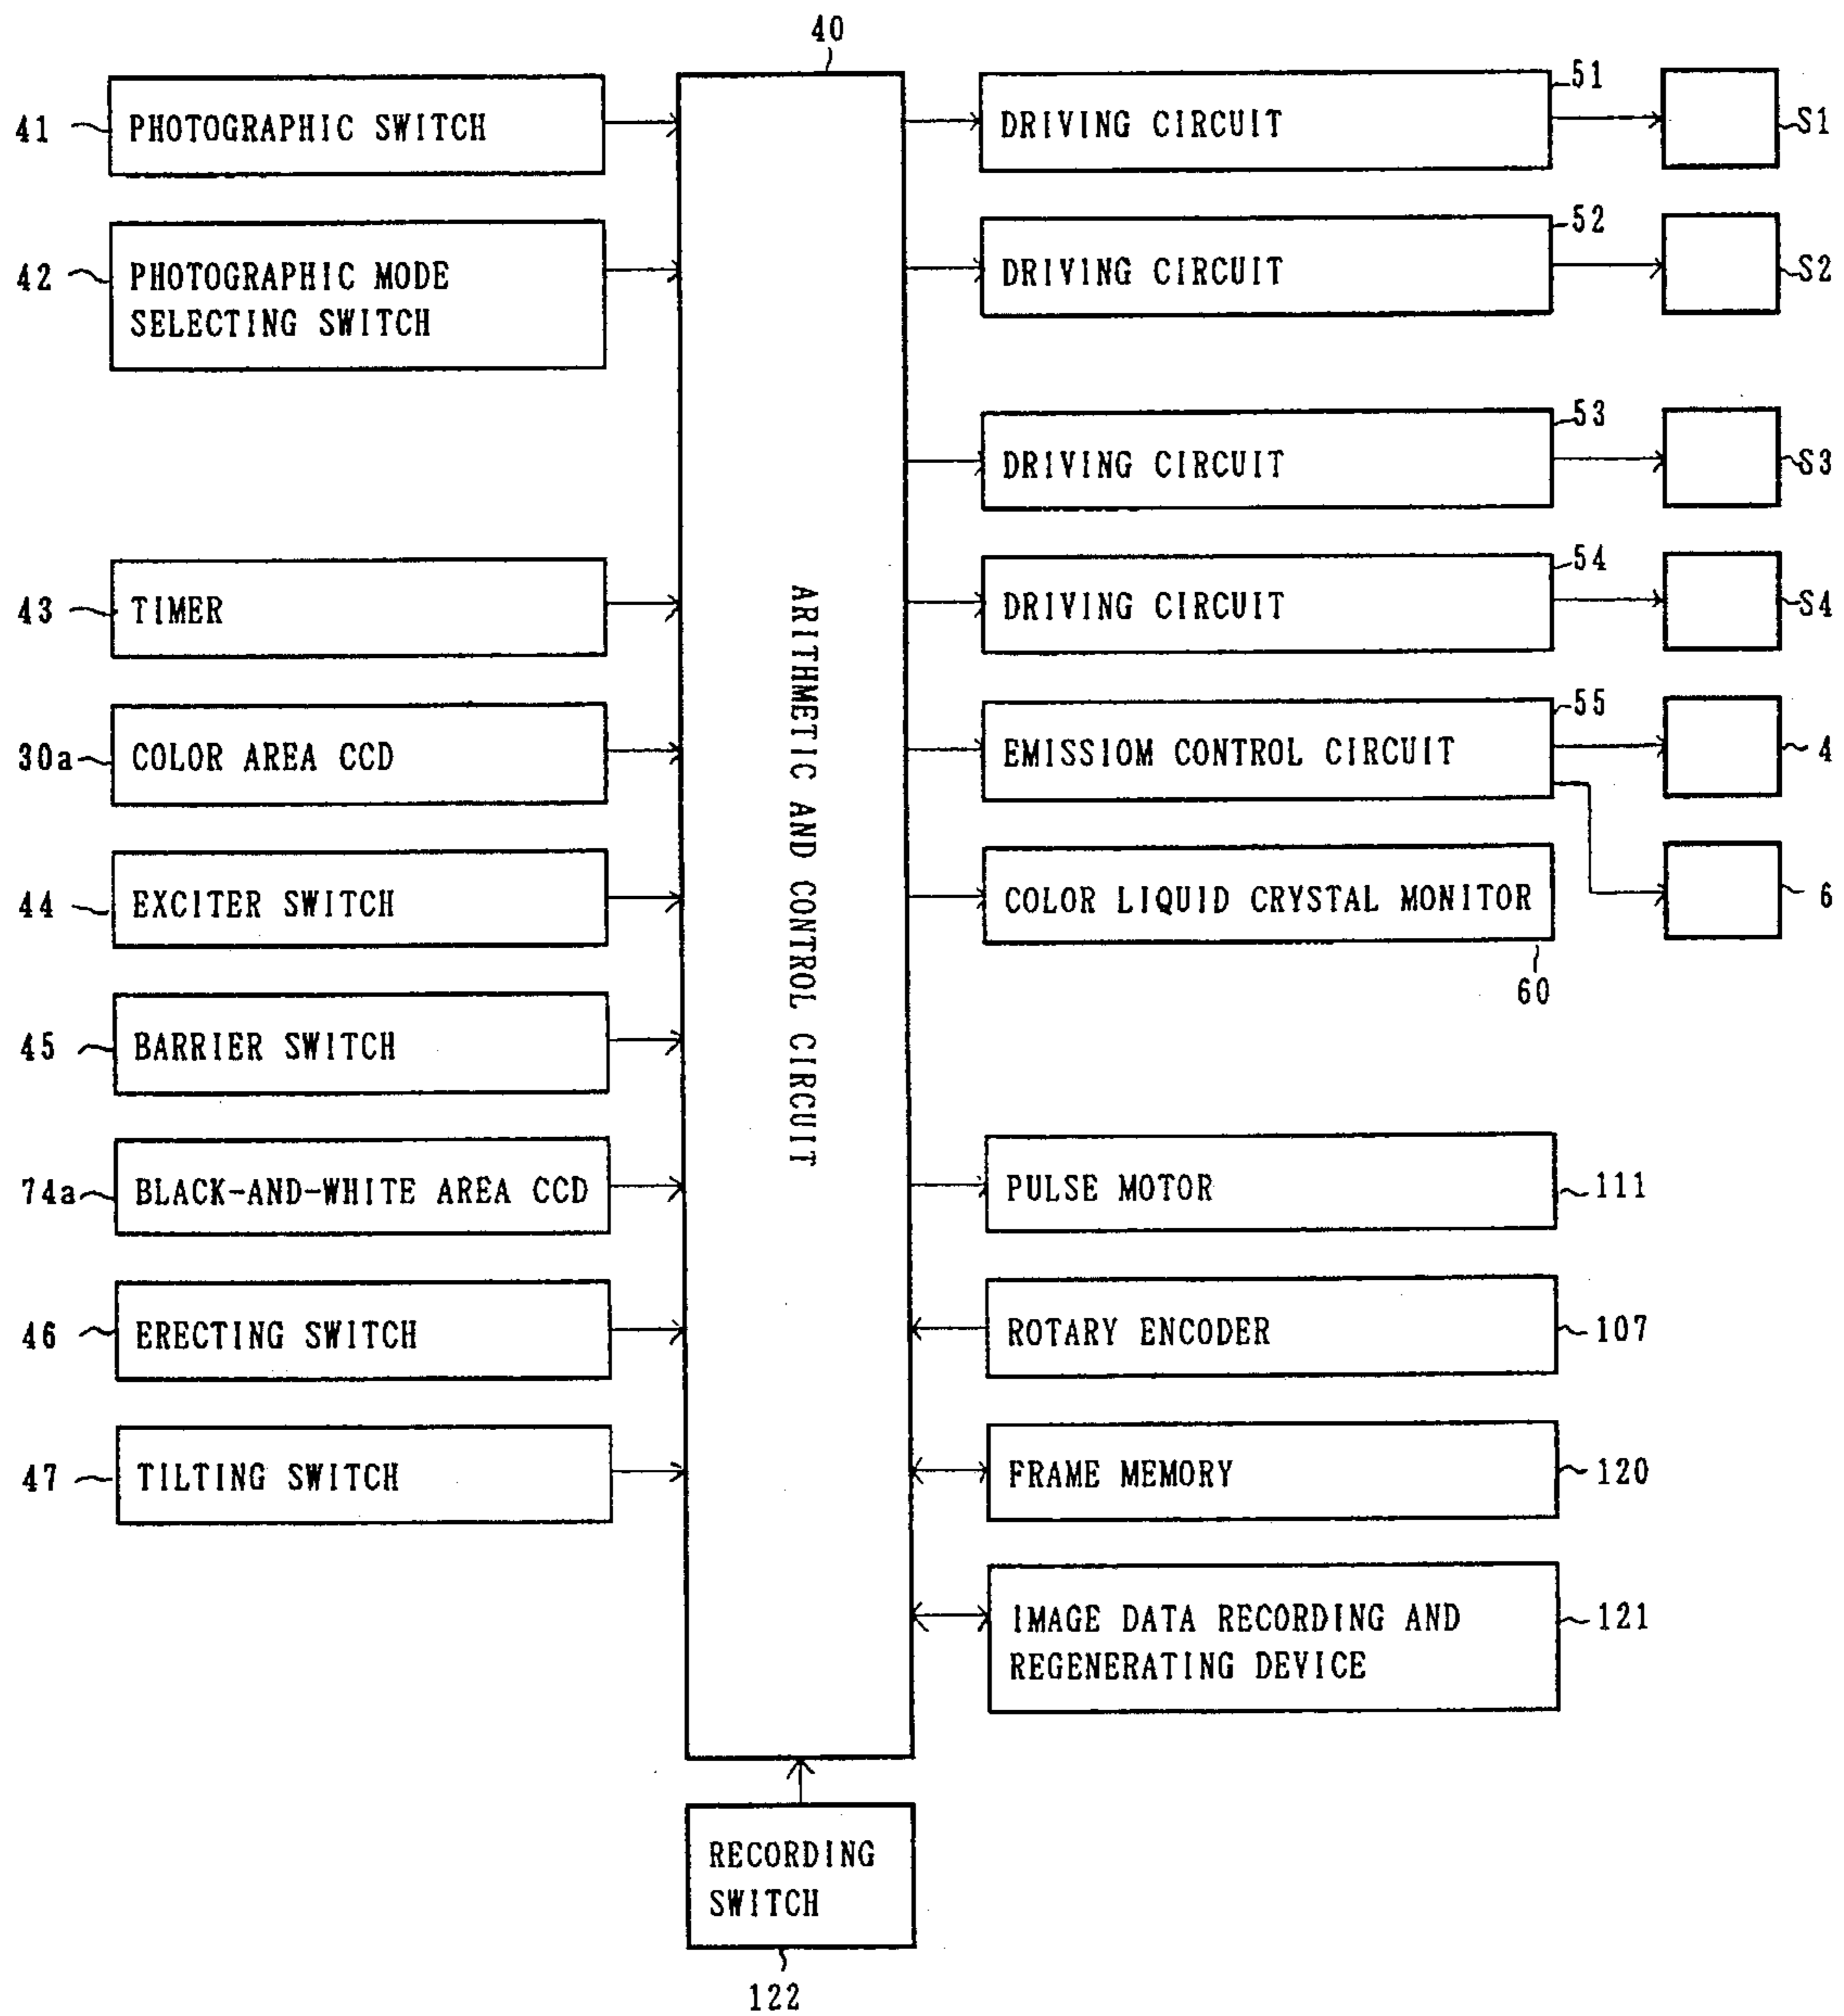 40
41
PHOTOGRAPHIC SWITCH
42
PHOTOGRAPHIC MODE
SELECTING SWITCH
43
TIMER
30a
COLOR AREA CCD
44
EXCITER SWITCH
45
BARRIER SWITCH
74a
BLACK-AND-WHITE AREA CCD
46
ERECTING SWITCH
47
TILTING SWITCH
ARITHMETIC AND CONTROL CIRCUIT
51
DRIVING CIRCUIT
S1
52
DRIVING CIRCUIT
S2
53
DRIVING CIRCUIT
S3
54
DRIVING CIRCUIT
S4
55
EMISSIOM CONTROL CIRCUIT
4
6
COLOR LIQUID CRYSTAL MONITOR
60
PULSE MOTOR
111
ROTARY ENCODER
107
FRAME MEMORY
120
IMAGE DATA RECORDING AND
REGENERATING DEVICE
121
RECORDING
SWITCH
122